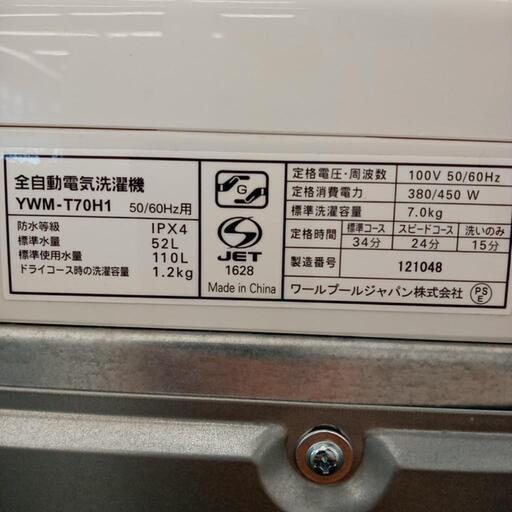 全自動電気洗濯機
YWM-T70H1 50/60Hz用
防水等級 IPX4
標準水量 52L
標準使用水量 110L
ドライコース時の洗濯容量 1.2kg
G
JET
1628
Made in China
定格電圧・周波数 100V 50/60Hz
定格消費電力 380/450 W
標準洗濯容量 7.0kg
定格時間 標準コース スピードコース 洗いのみ
34分 24分 15分
製造番号 121048
ワールプールジャパン株式会社 PSE